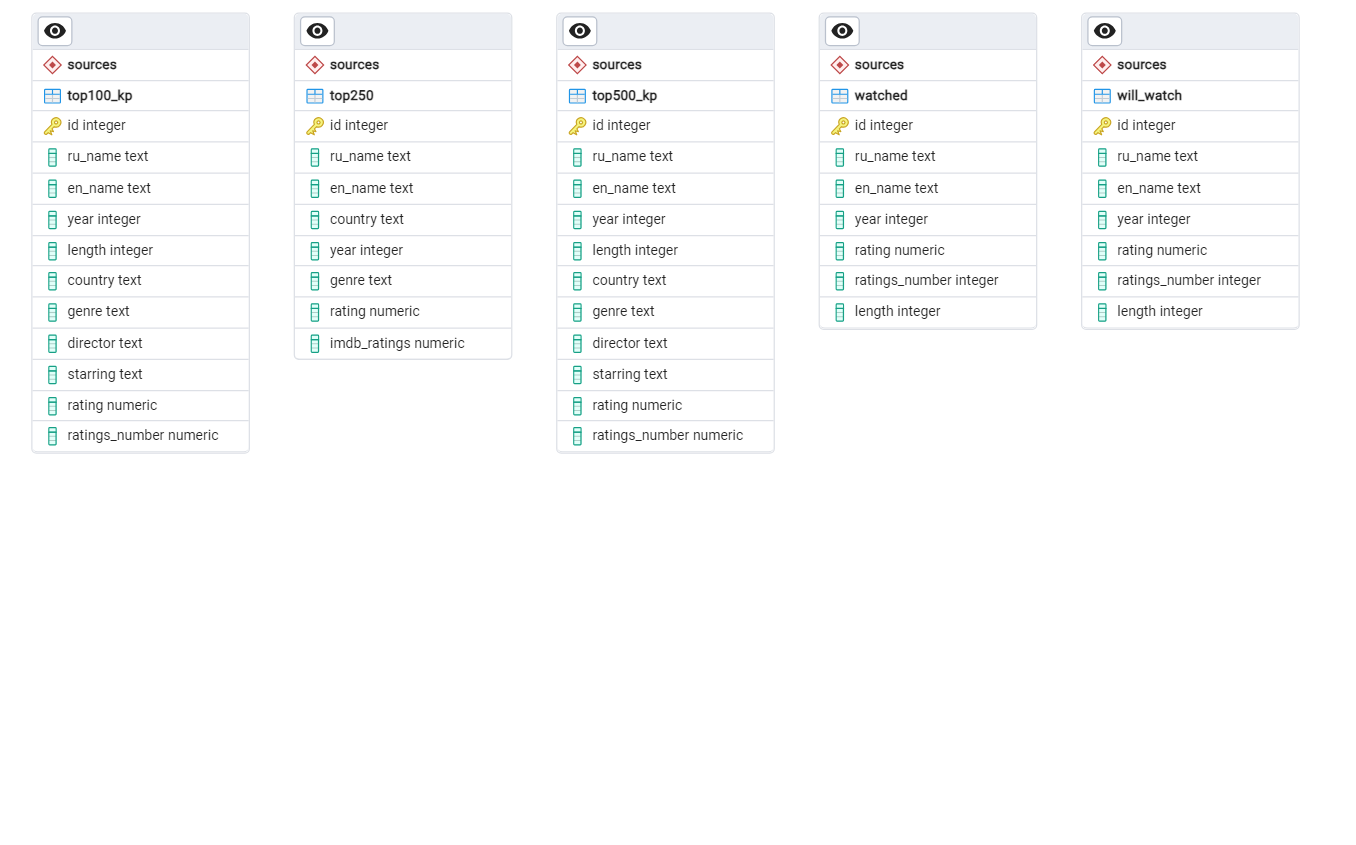 sources
top100_kp
id integer
ru_name text
en_name text
year integer
length integer
country text
genre text
director text
starring text
rating numeric
ratings_number numeric
sources
top250
id integer
ru_name text
en_name text
country text
year integer
genre text
rating numeric
imdb_ratings numeric
sources
top500_kp
id integer
ru_name text
en_name text
year integer
length integer
country text
genre text
director text
starring text
rating numeric
ratings_number numeric
sources
watched
id integer
ru_name text
en_name text
year integer
rating numeric
ratings_number integer
length integer
sources
will_watch
id integer
ru_name text
en_name text
year integer
rating numeric
ratings_number integer
length integer